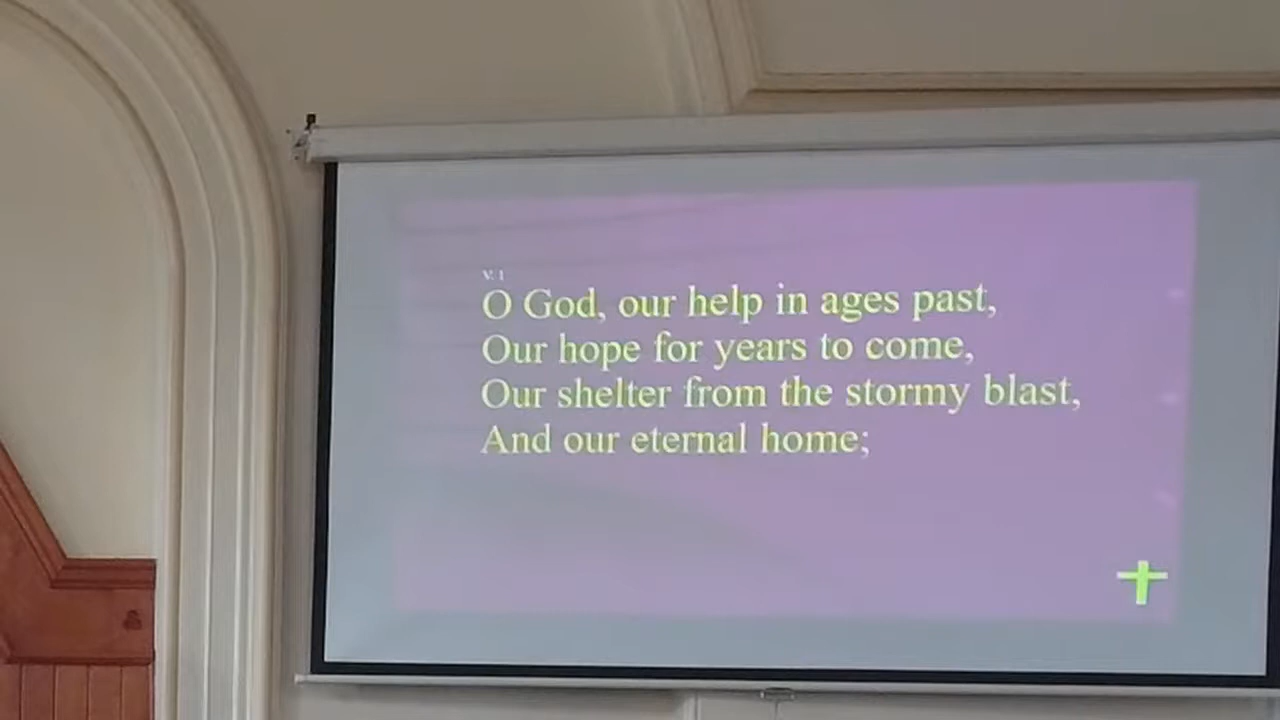 v. 1
O God, our help in ages past,
Our hope for years to come,
Our shelter from the stormy blast,
And our eternal home;